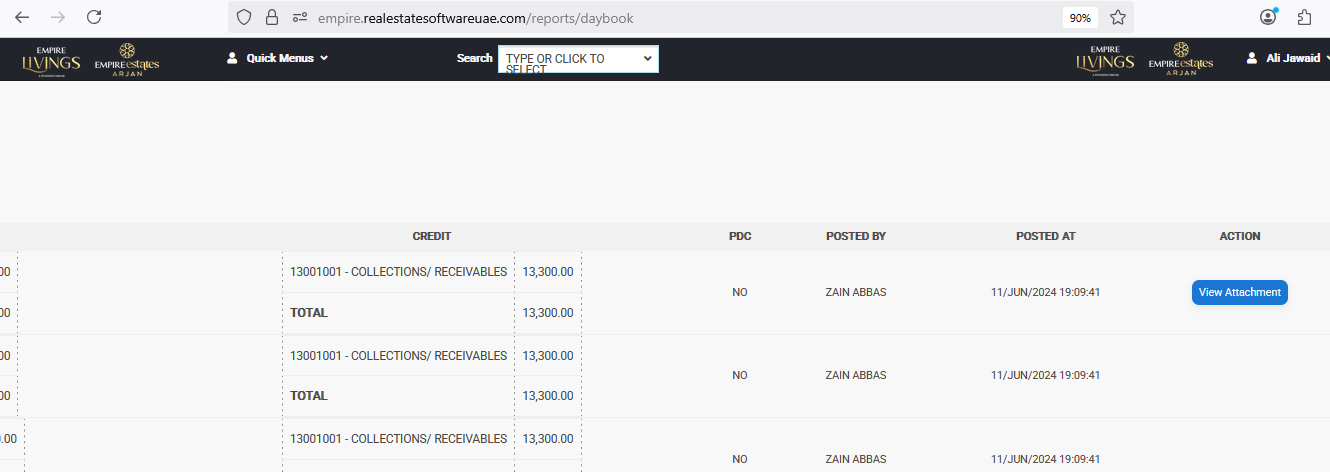 empire.realestatesoftwareuae.com/reports/daybook
90%
EMPIRE
LIVINGS
EMPIRE estates
ARJAN
Quick Menus
Search
TYPE OR CLICK TO
SELECT
EMPIRE
LIVINGS
EMPIRE estates
ARJAN
Ali Jawaid
CREDIT PDC POSTED BY POSTED AT ACTION
00 13001001 - COLLECTIONS/ RECEIVABLES 13,300.00
NO ZAIN ABBAS 11/JUN/2024 19:09:41 View Attachment
00 TOTAL 13,300.00
00 13001001 - COLLECTIONS/ RECEIVABLES 13,300.00
NO ZAIN ABBAS 11/JUN/2024 19:09:41
00 TOTAL 13,300.00
.00 13001001 - COLLECTIONS/ RECEIVABLES 13,300.00
NO ZAIN ABBAS 11/JUN/2024 19:09:41